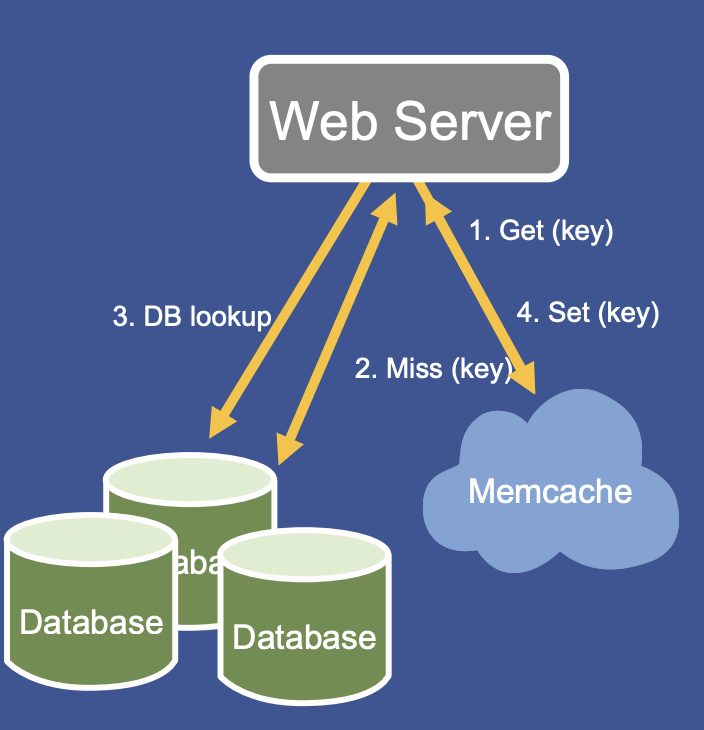 Web Server
1. Get (key)
3. DB lookup
4. Set (key)
2. Miss (key)
Memcache
Database
Database